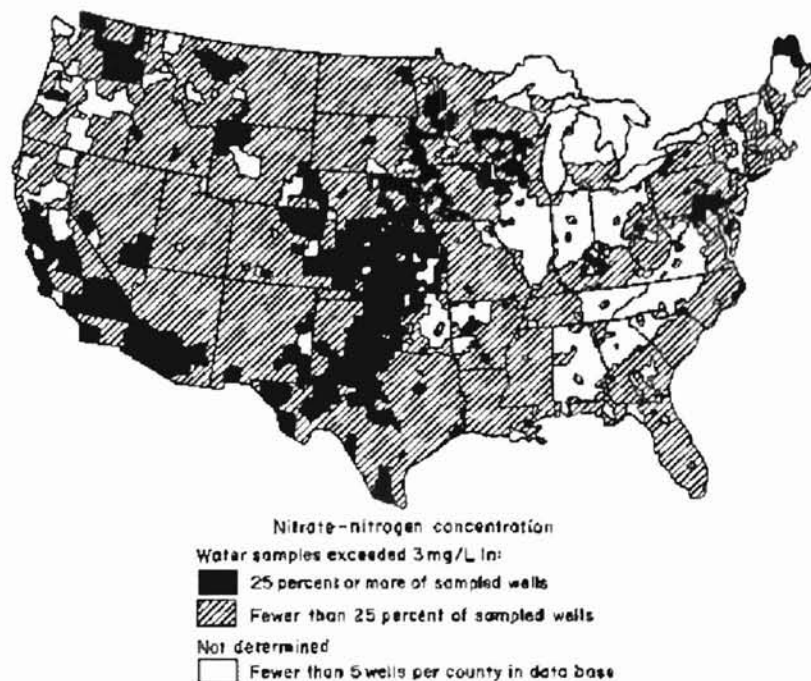 Nitrate-nitrogen concentration
Water samples exceeded 3 mg/L in:
25 percent or more of sampled wells
Fewer than 25 percent of sampled wells
Not determined
Fewer than 5 wells per county in data base